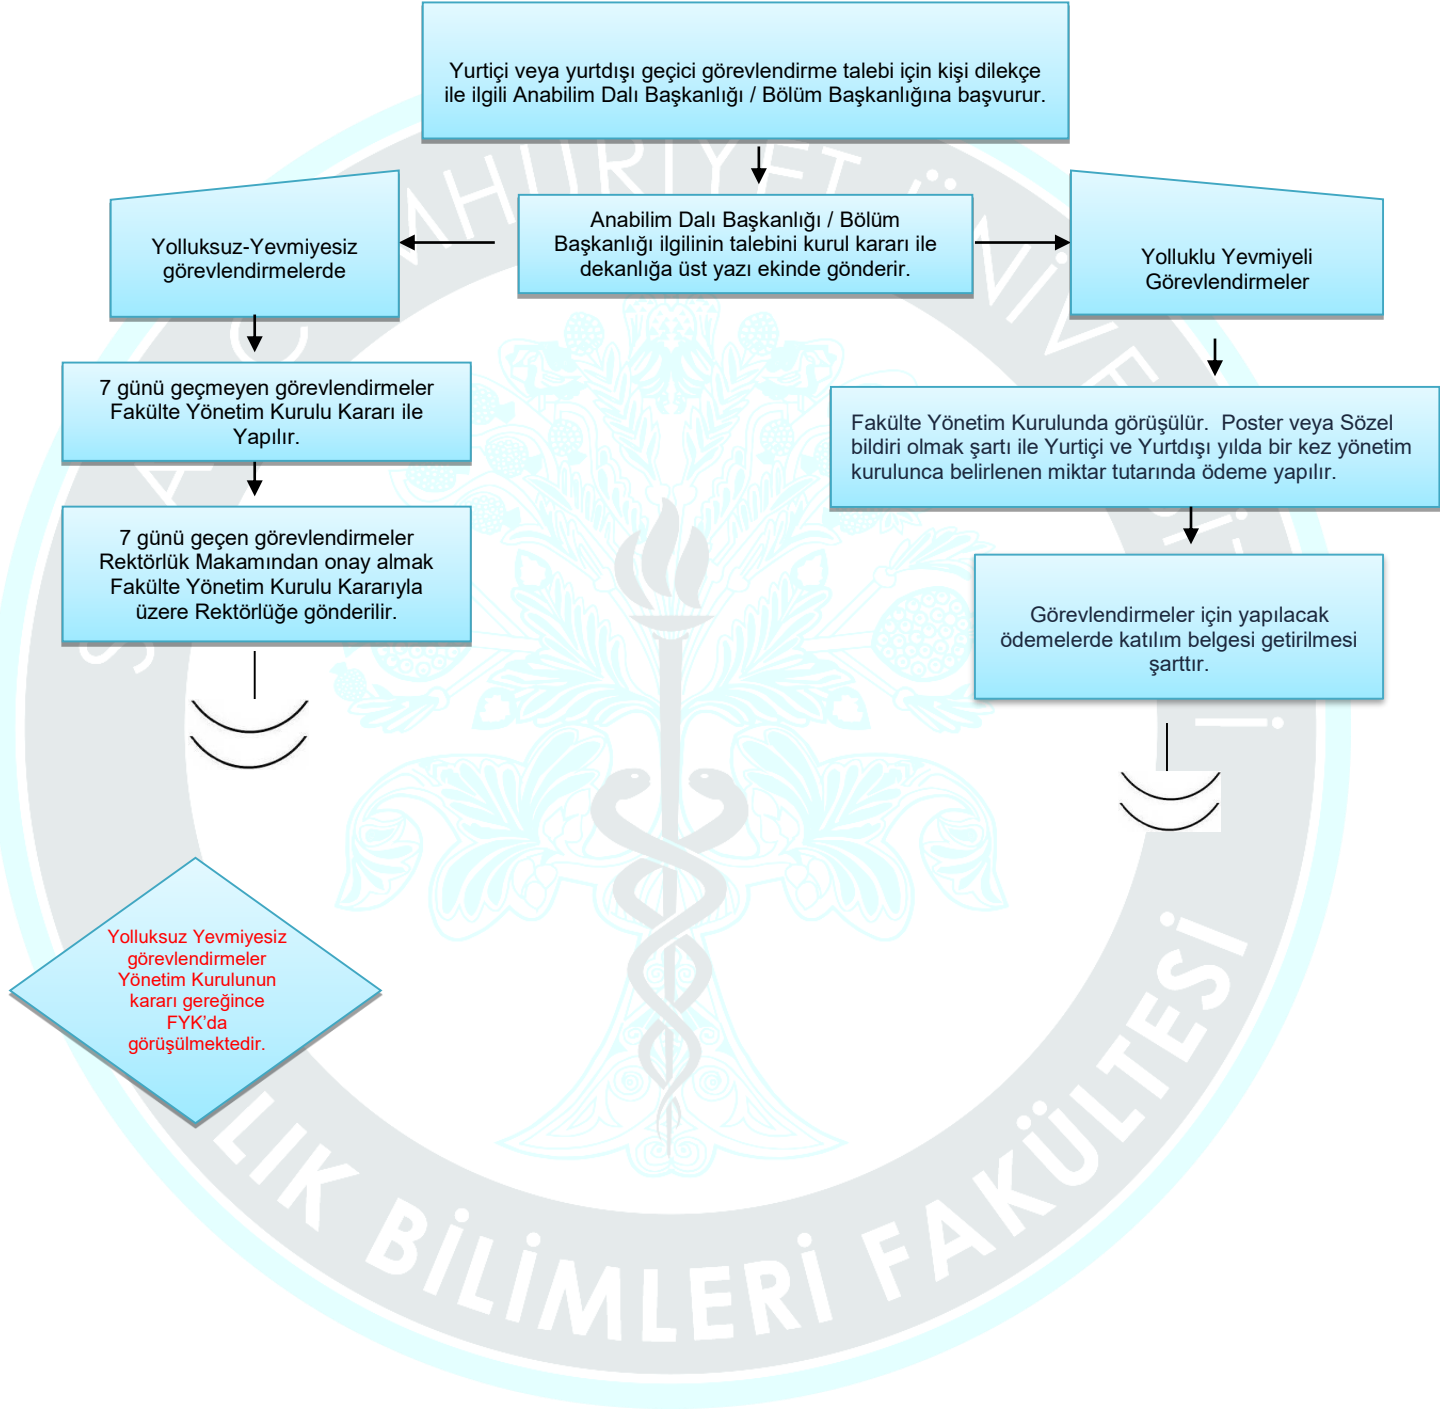 Yurtiçi veya yurtdışı geçici görevlendirme talebi için kişi dilekçe
ile ilgili Anabilim Dalı Başkanlığı / Bölüm Başkanlığına başvurur.
Anabilim Dalı Başkanlığı / Bölüm
Başkanlığı ilgilinin talebini kurul kararı ile
dekanlığa üst yazı ekinde gönderir.
Yolluksuz-Yevmiyesiz
görevlendirmelerde
7 günü geçmeyen görevlendirmeler
Fakülte Yönetim Kurulu Kararı ile
Yapılır.
7 günü geçen görevlendirmeler
Rektörlük Makamından onay almak
Fakülte Yönetim Kurulu Kararıyla
üzere Rektörlüğe gönderilir.
Yolluklu Yevmiyeli
Görevlendirmeler
Fakülte Yönetim Kurulunda görüşülür.  Poster veya Sözel
bildiri olmak şartı ile Yurtiçi ve Yurtdışı yılda bir kez yönetim
kurulunca belirlenen miktar tutarında ödeme yapılır.
Görevlendirmeler için yapılacak
ödemelerde katılım belgesi getirilmesi
şarttır.
Yolluksuz Yevmiyesiz
görevlendirmeler
Yönetim Kurulunun
kararı gereğince
FYK'da
görüşülmektedir.
BİLİMLERİ FAKÜLTESİ